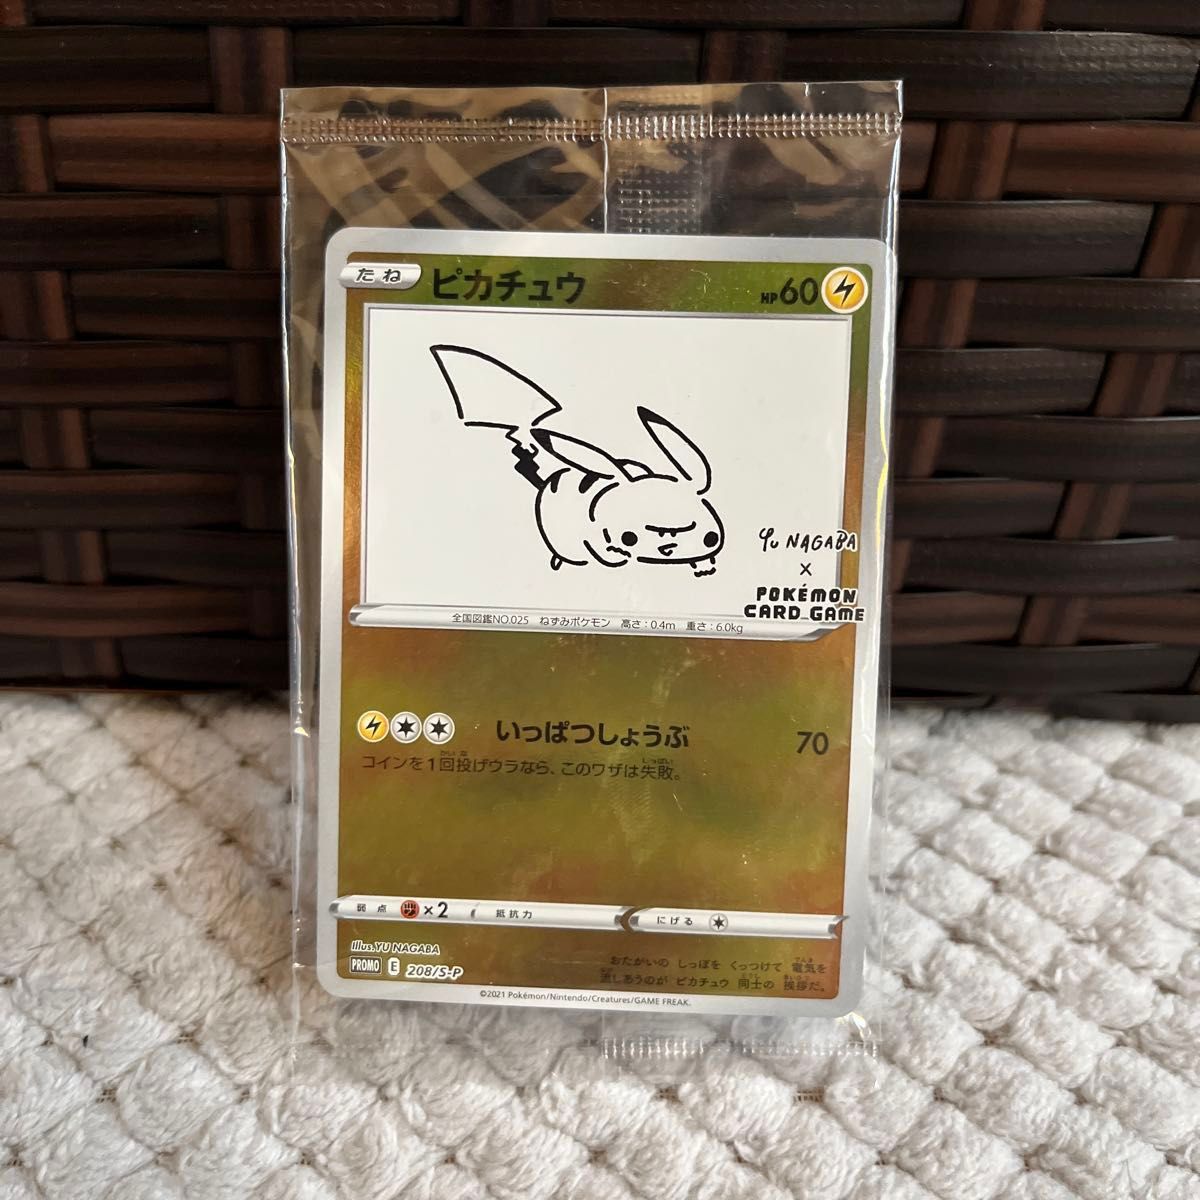 たね ピカチュウ HP60
Yu NAGABA
×
POKÉMON
CARD GAME
全国図鑑NO.025 ねずみポケモン 高さ:0.4m 重さ:6.0kg
いっぱつしょうぶ 70
コインを1回投げウラなら、このワザは失敗。
弱点 ×2 抵抗力 にげる
Illus.YU NAGABA
PROMO E 208/S-P
おたがいの しっぽを くっつけて 電気を
流しあうのが ピカチュウ 同士の 挨拶だ。
©2021 Pokémon/Nintendo/Creatures/GAME FREAK.